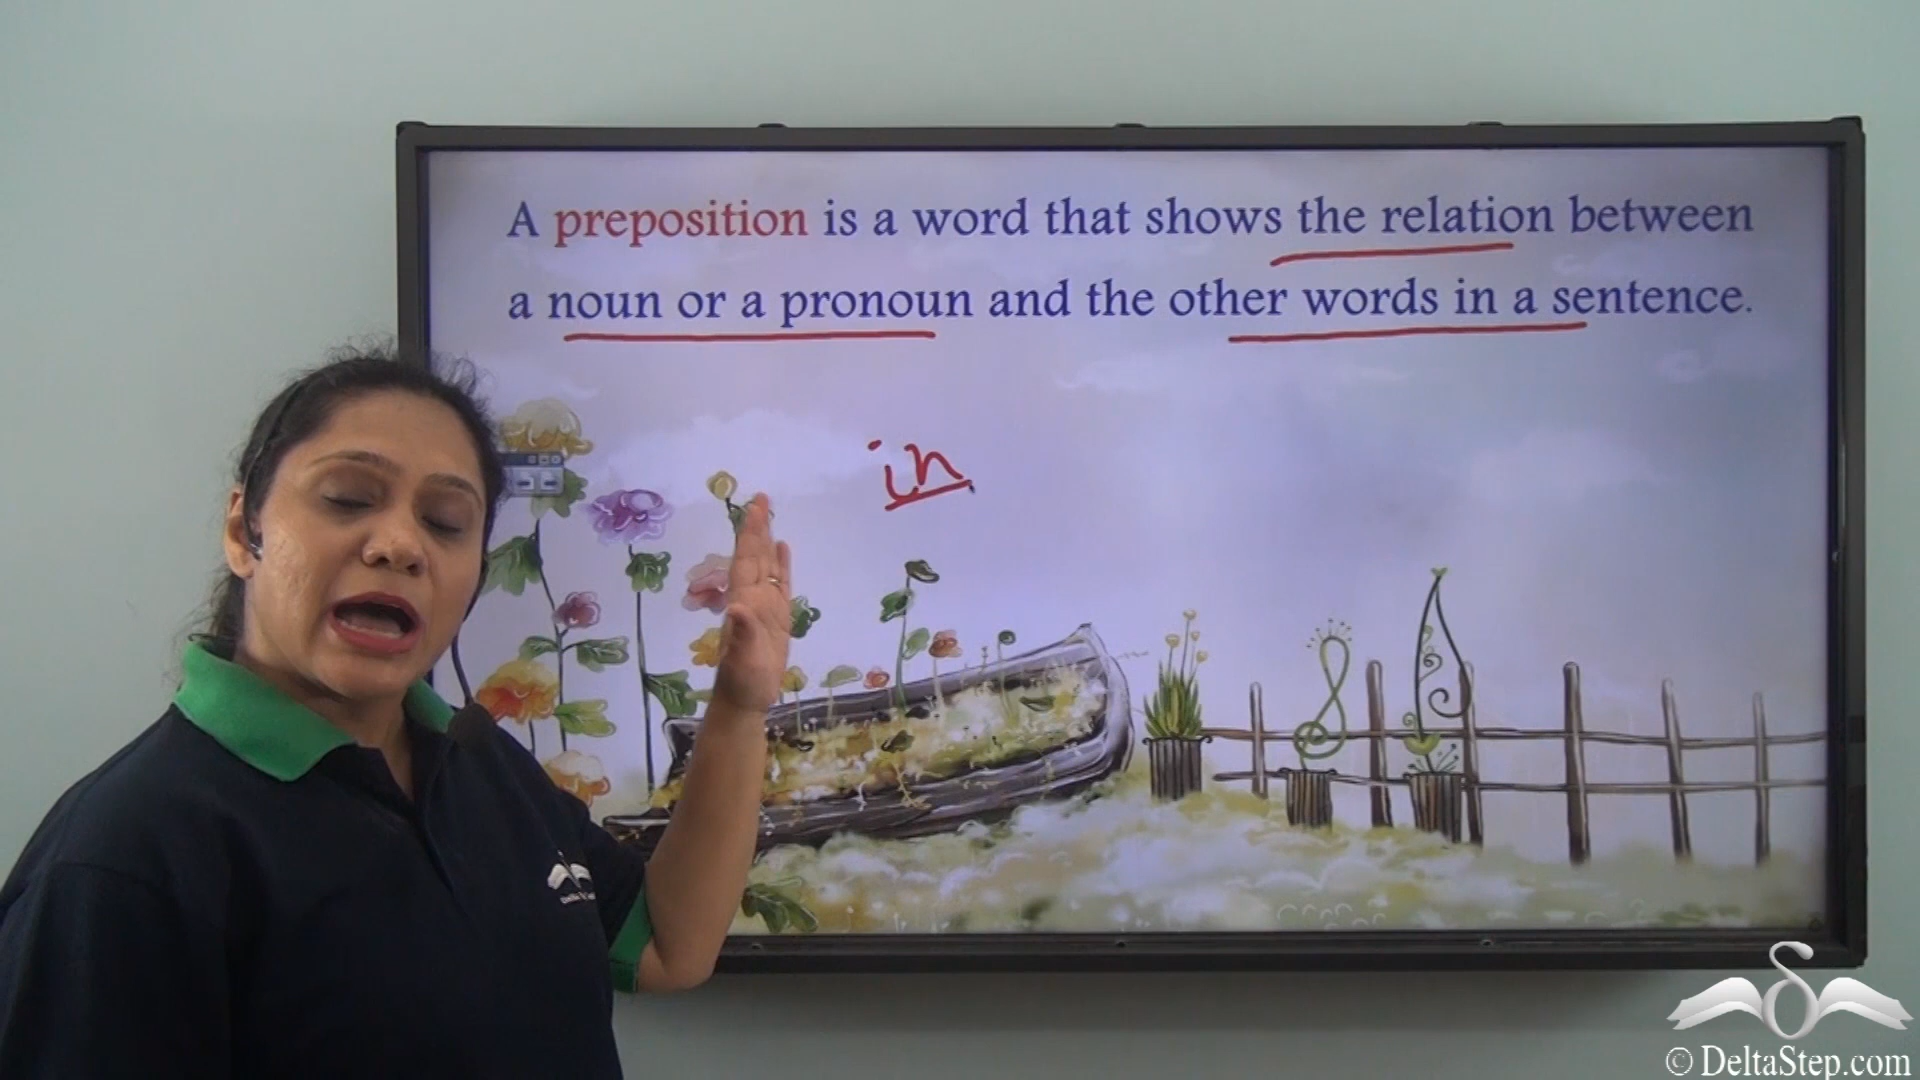 A preposition is a word that shows the relation between
a noun or a pronoun and the other words in a sentence.
in
© DeltaStep.com